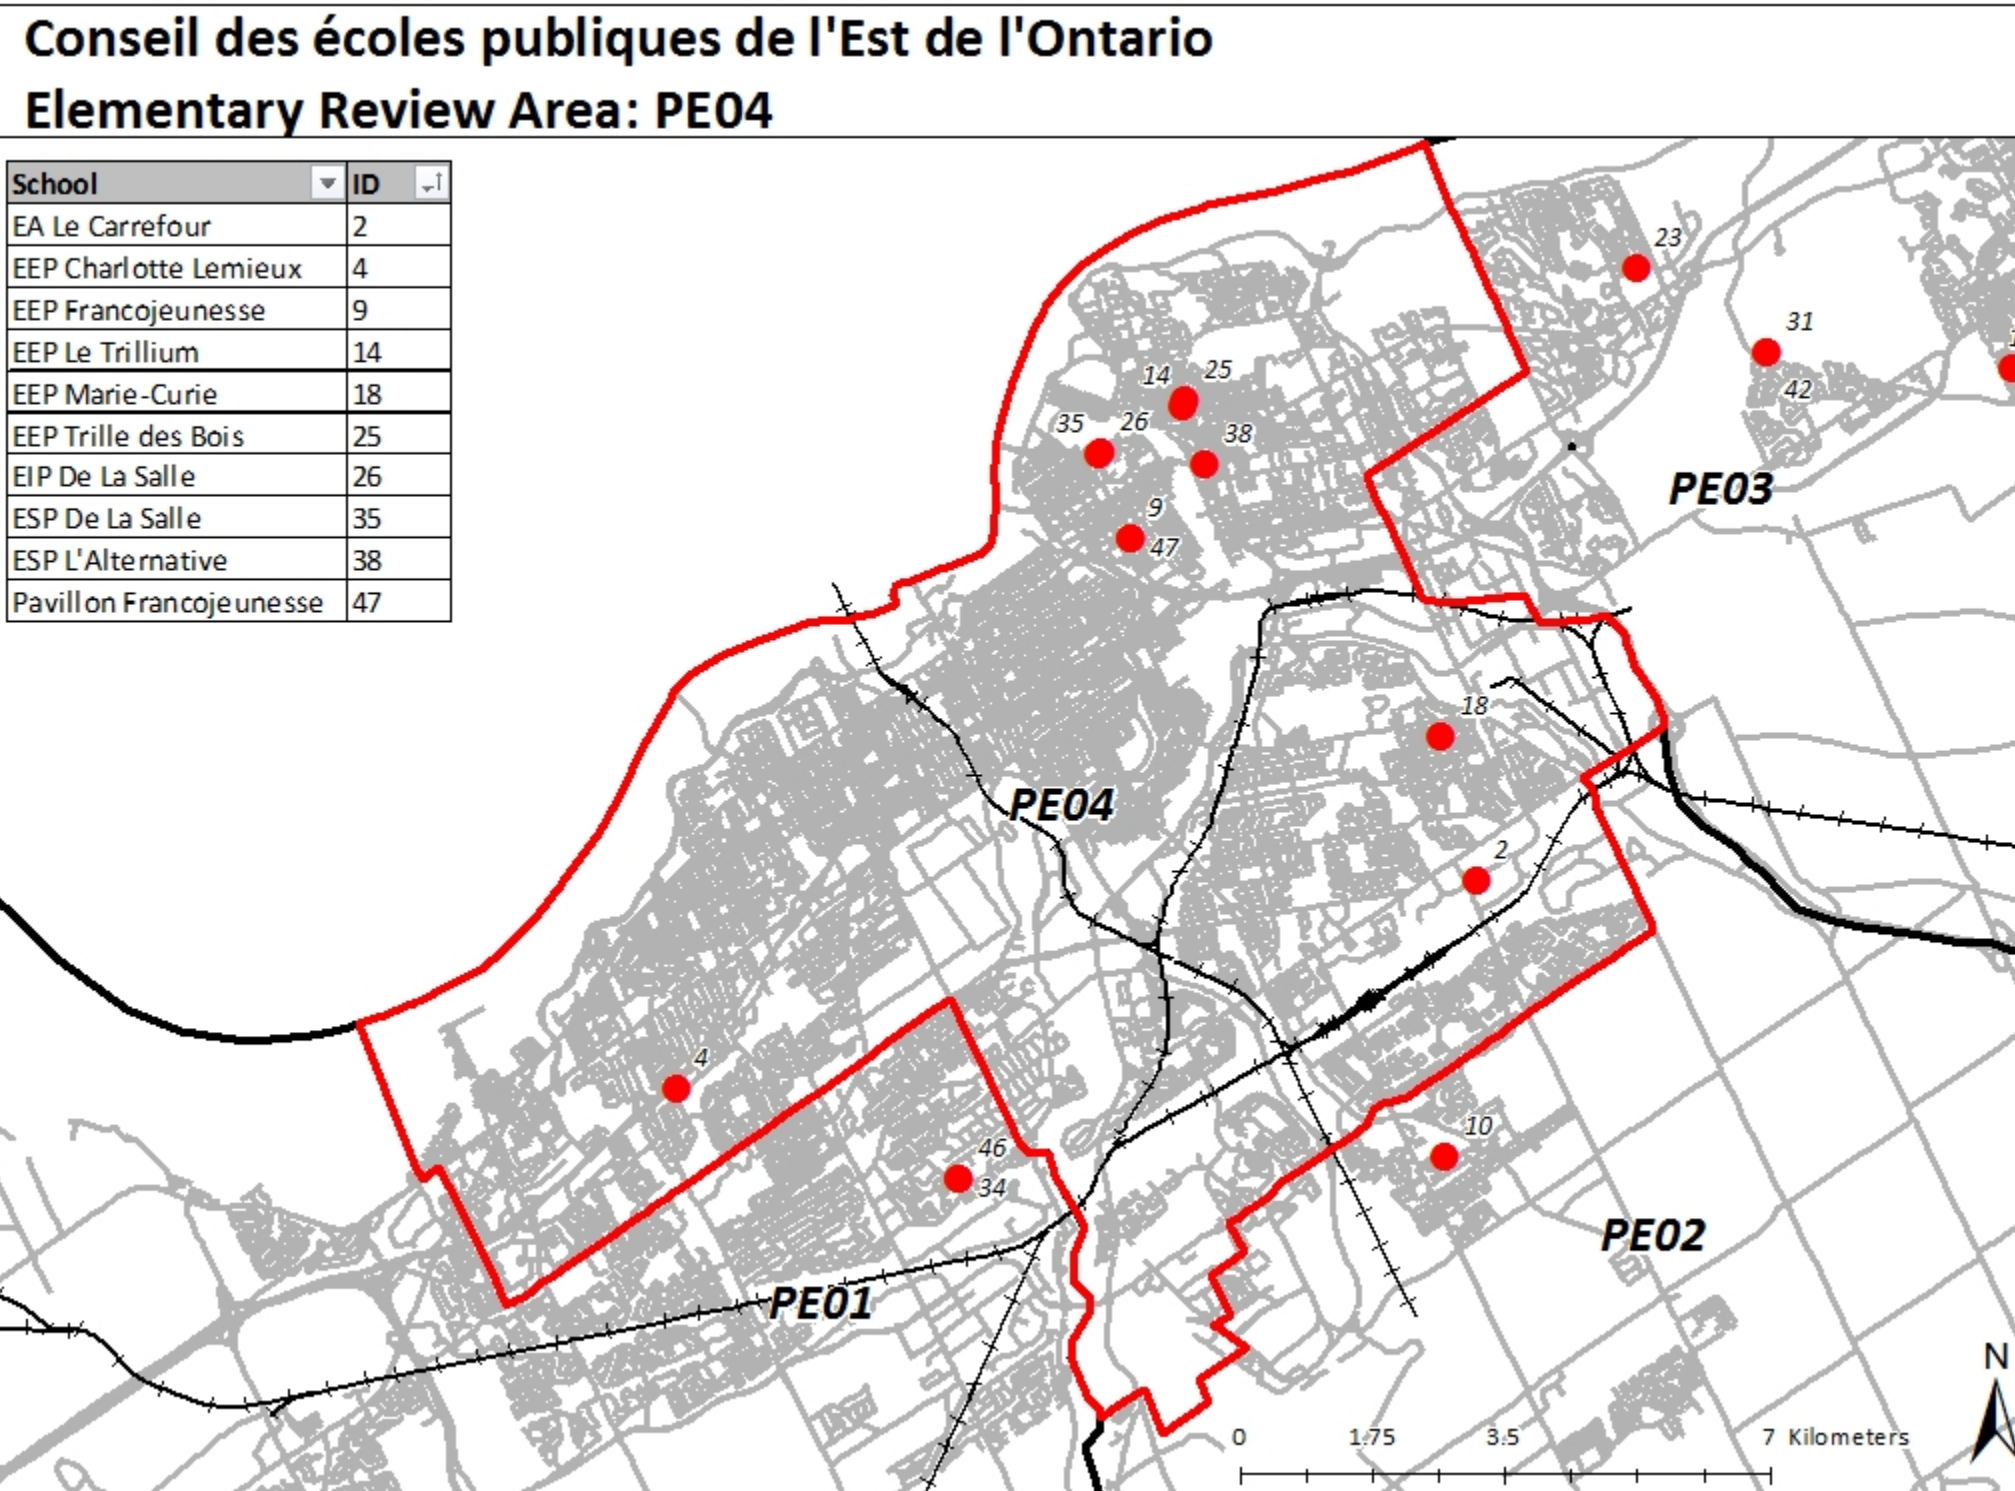 Conseil des écoles publiques de l'Est de l'Ontario
Elementary Review Area: PE04
School ID
EA Le Carrefour 2
EEP Charlotte Lemieux 4
EEP Francojeunesse 9
EEP Le Trillium 14
EEP Marie-Curie 18
EEP Trille des Bois 25
EIP De La Salle 26
ESP De La Salle 35
ESP L'Alternative 38
Pavillon Francojeunesse 47
23
31
42
14 25
35 26
38
9
47
PE03
18
PE04
2
4
10
46
34
PE02
PE01
N
0 1.75 3.5 7 Kilometers